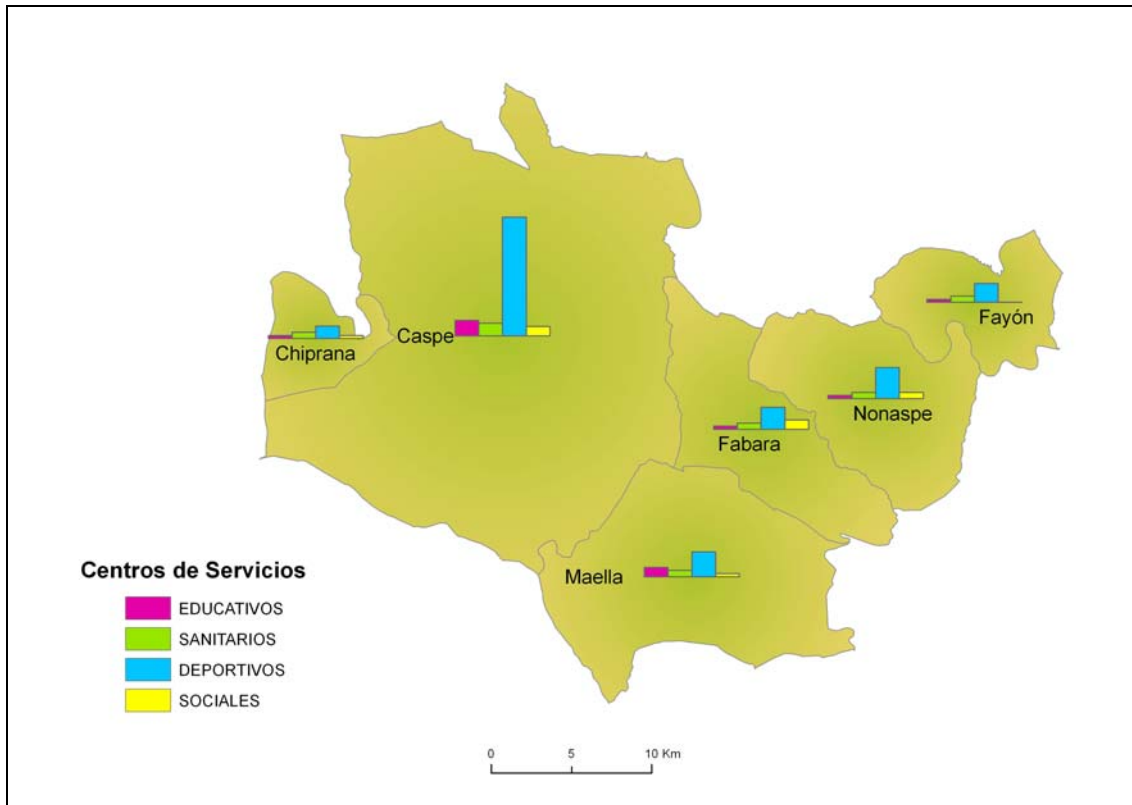 Fayón
Caspe
Chiprana
Nonaspe
Fabara
Maella
Centros de Servicios
EDUCATIVOS
SANITARIOS
DEPORTIVOS
SOCIALES
0 5 10 Km